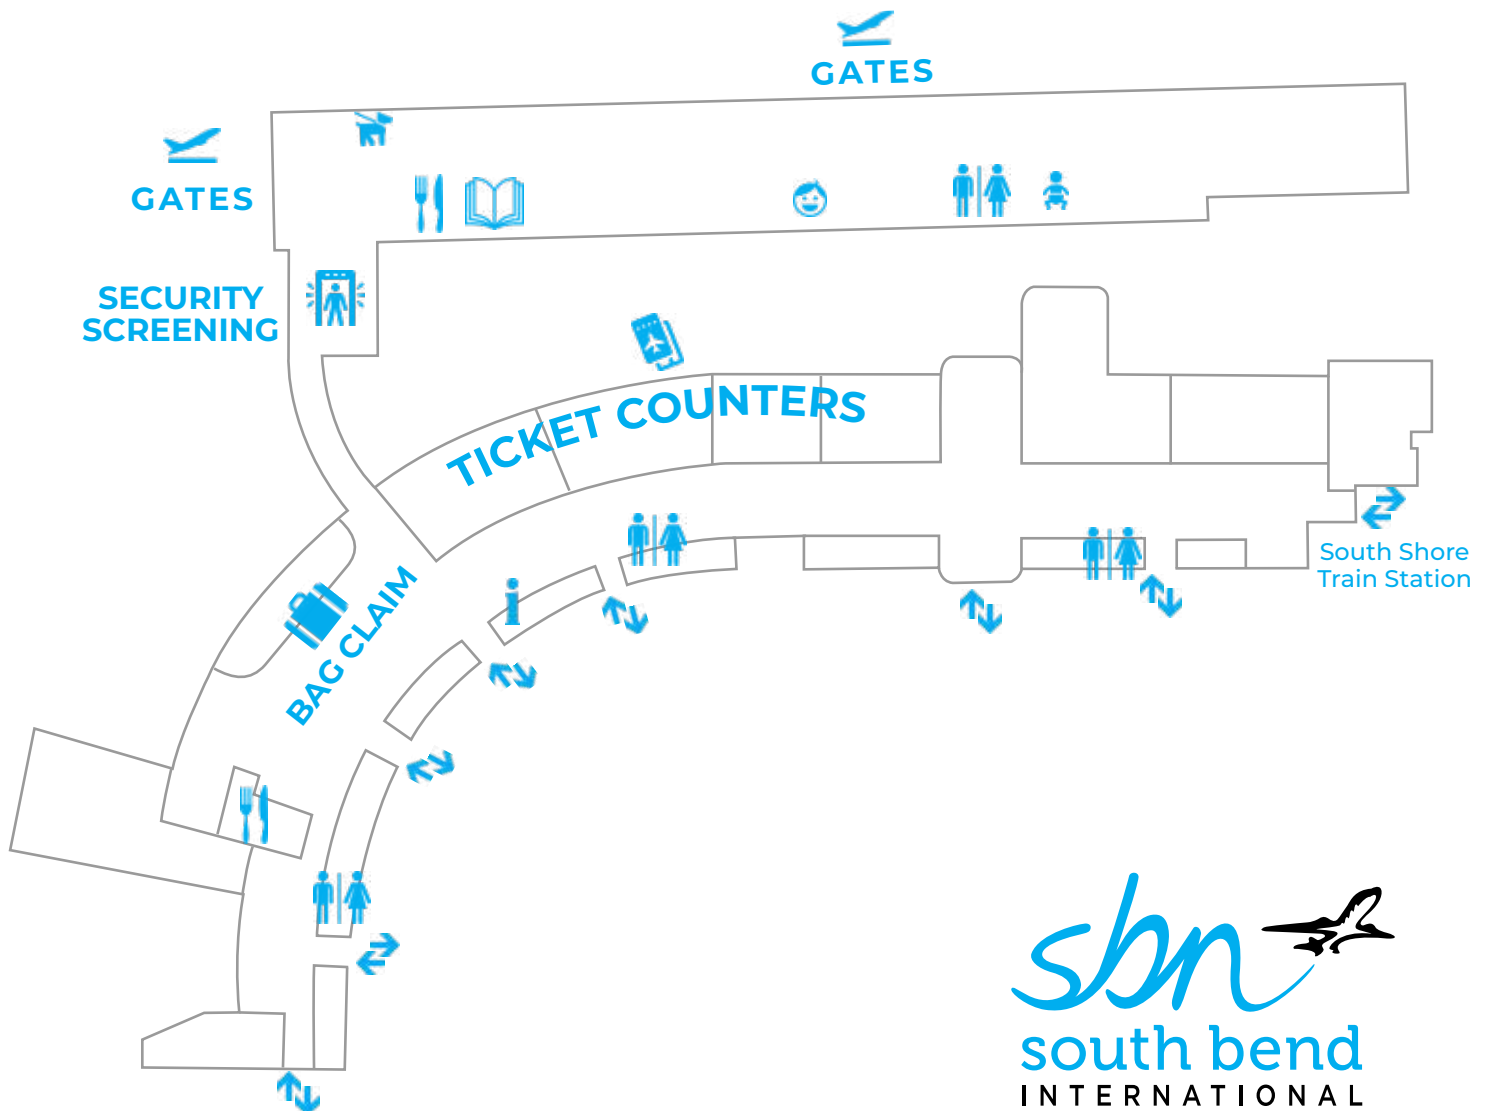 GATES
GATES
SECURITY
SCREENING
TICKET COUNTERS
BAG CLAIM
South Shore
Train Station
sbn
south bend
INTERNATIONAL